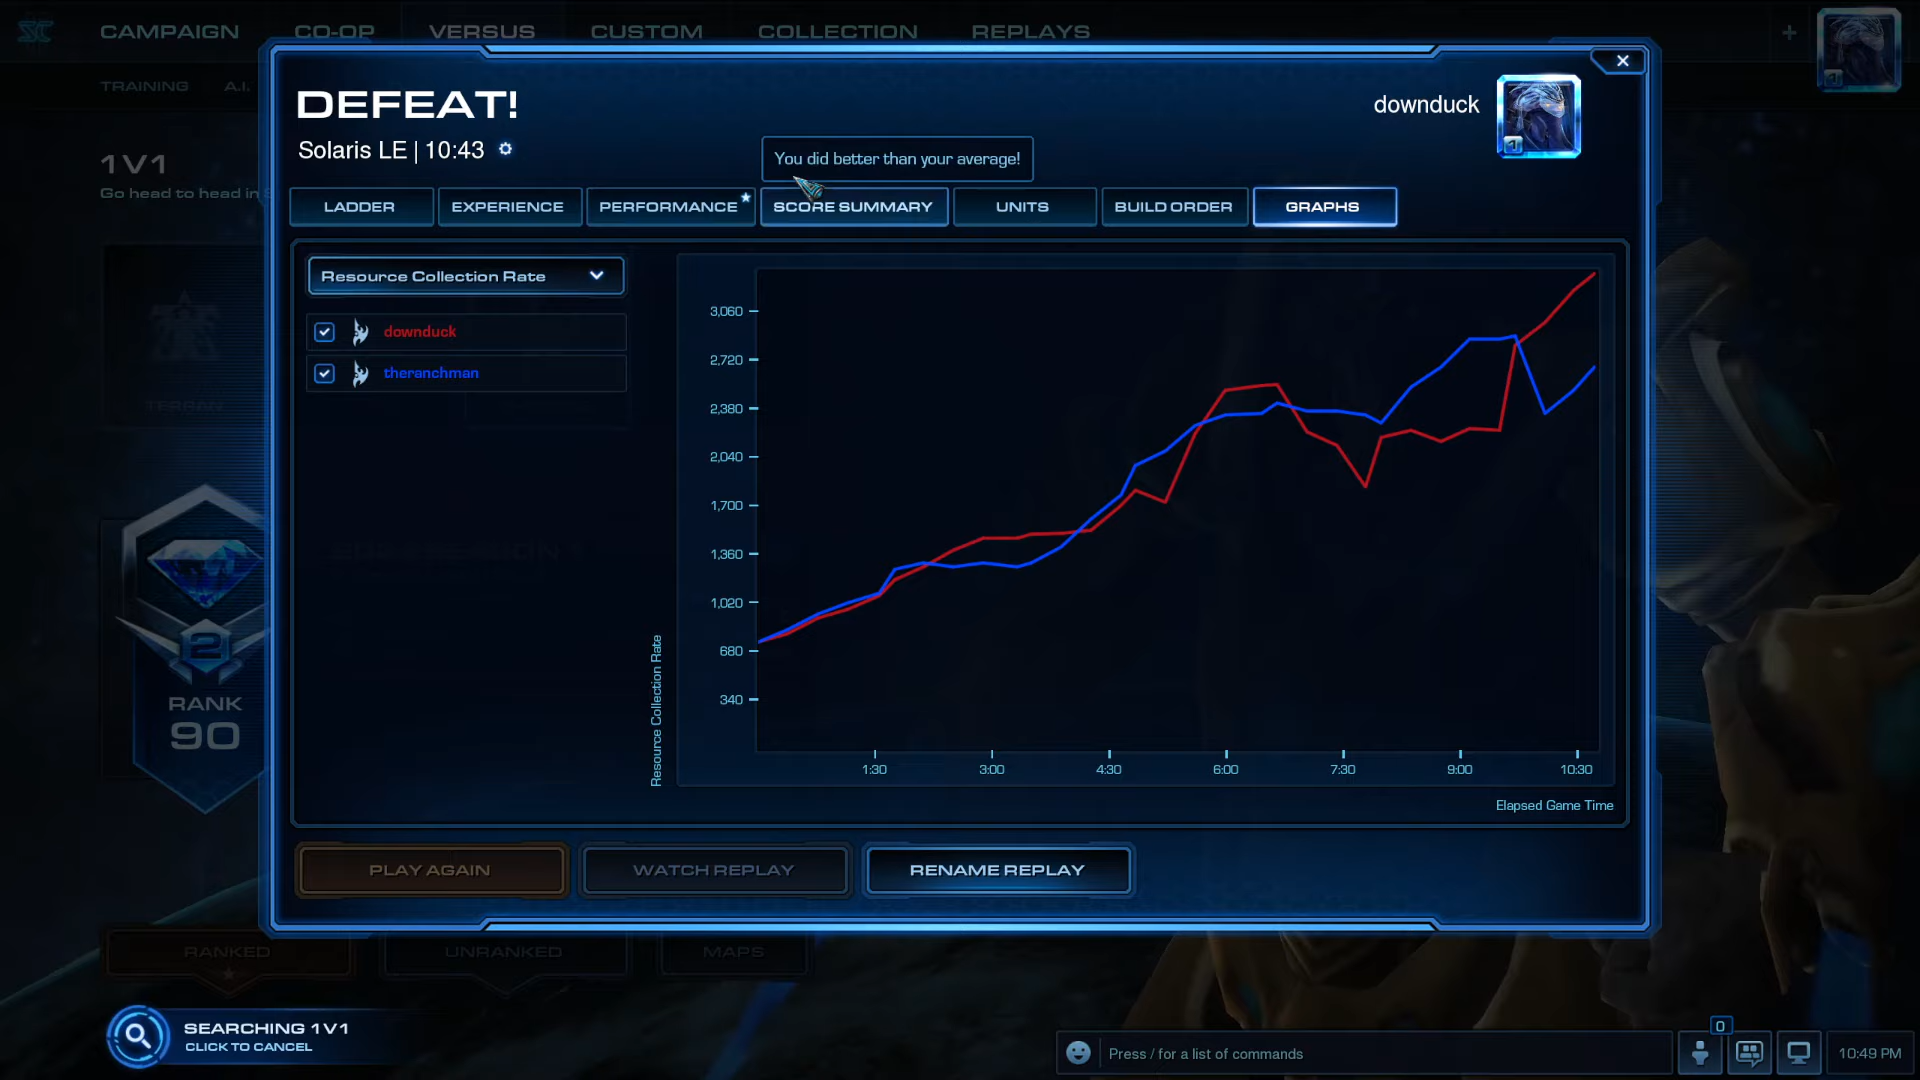 CAMPAIGN
CO-OP
VERSUS
CUSTOM
COLLECTION
REPLAYS
TRAINING
A.I.
DEFEAT!
downduck
Solaris LE | 10:43
1V1
Go head to head in
You did better than your average!
LADDER
EXPERIENCE
PERFORMANCE
SCORE SUMMARY
UNITS
BUILD ORDER
GRAPHS
Resource Collection Rate
downduck
theranchman
TERRAN
3,060
2,720
2,380
2,040
1,700
1,360
1,020
680
340
Resource Collection Rate
1:30
3:00
4:30
6:00
7:30
9:00
10:30
Elapsed Game Time
2
RANK
90
PLAY AGAIN
WATCH REPLAY
RENAME REPLAY
RANKED
UNRANKED
MAPS
SEARCHING 1V1
CLICK TO CANCEL
Press / for a list of commands
0
10:49 PM